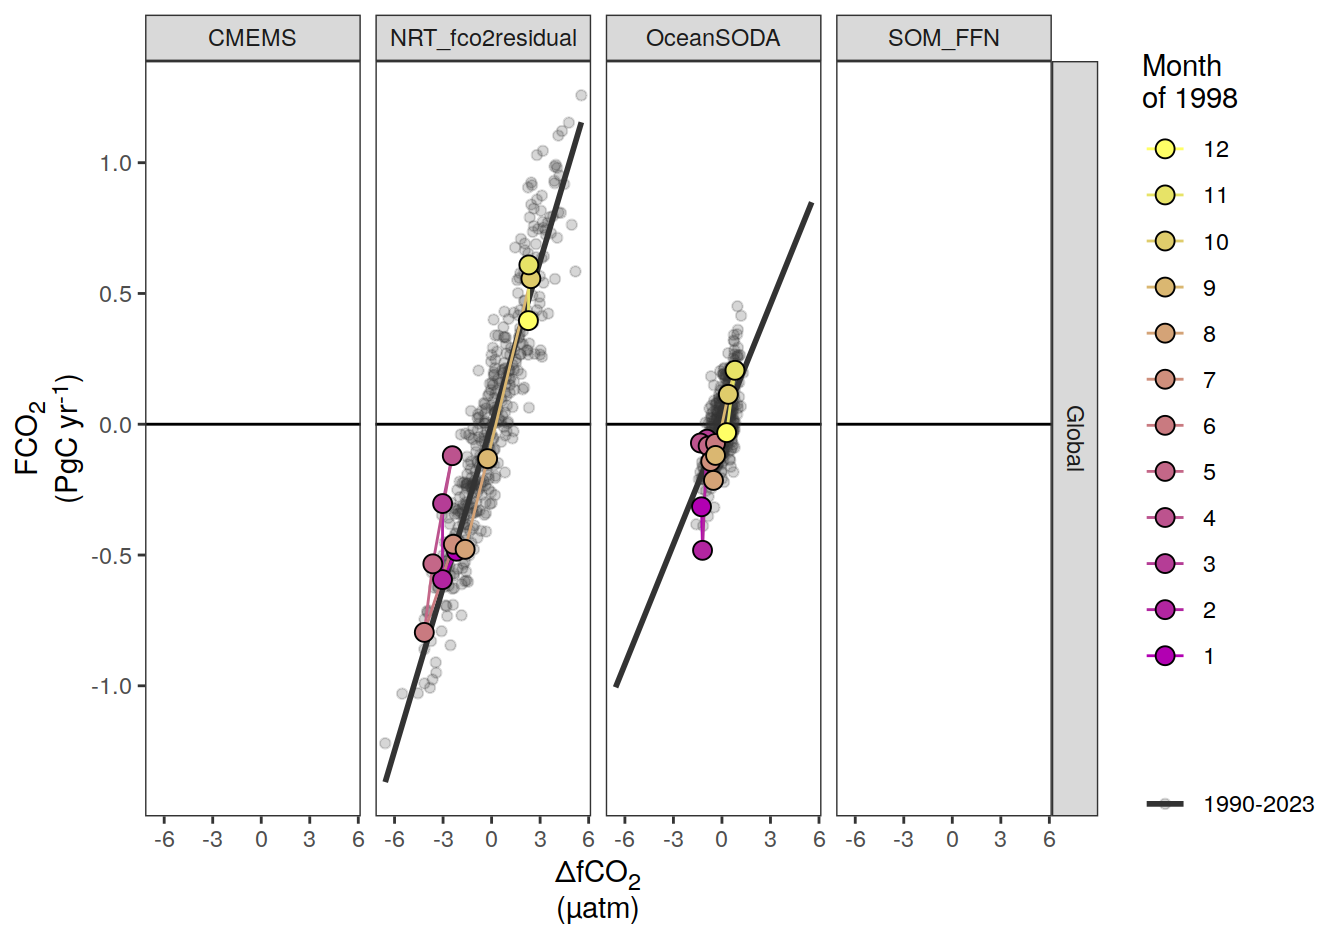 CMEMS
NRT_fco2residual
OceanSODA
SOM_FFN
Global
FCO2
(PgC yr-1)
1.0
0.5
0.0
-0.5
-1.0
-6 -3 0 3 6
-6 -3 0 3 6
-6 -3 0 3 6
-6 -3 0 3 6
ΔfCO2
(µatm)
Month
of 1998
12
11
10
9
8
7
6
5
4
3
2
1
1990-2023